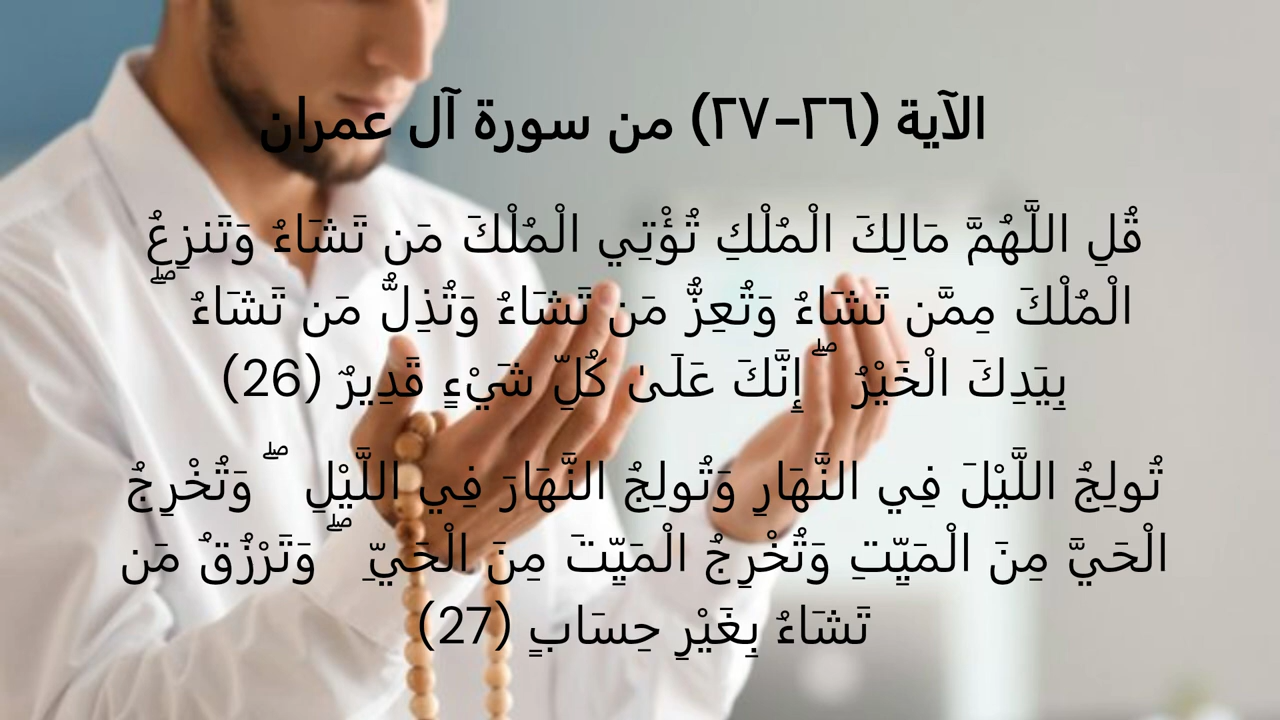 الآية (٢٦-٢٧) من سورة آل عمران
قُلِ اللَّهُمَّ مَالِكَ الْمُلْكِ تُؤْتِي الْمُلْكَ مَن تَشَاءُ وَتَنزِعُ
الْمُلْكَ مِمَّن تَشَاءُ وَتُعِزُّ مَن تَشَاءُ وَتُذِلُّ مَن تَشَاءُ ۖ
بِيَدِكَ الْخَيْرُ ۖ إِنَّكَ عَلَىٰ كُلِّ شَيْءٍ قَدِيرٌ (26)
تُولِجُ اللَّيْلَ فِي النَّهَارِ وَتُولِجُ النَّهَارَ فِي اللَّيْلِ ۖ وَتُخْرِجُ
الْحَيَّ مِنَ الْمَيِّتِ وَتُخْرِجُ الْمَيِّتَ مِنَ الْحَيِّ ۖ وَتَرْزُقُ مَن
تَشَاءُ بِغَيْرِ حِسَابٍ (27)